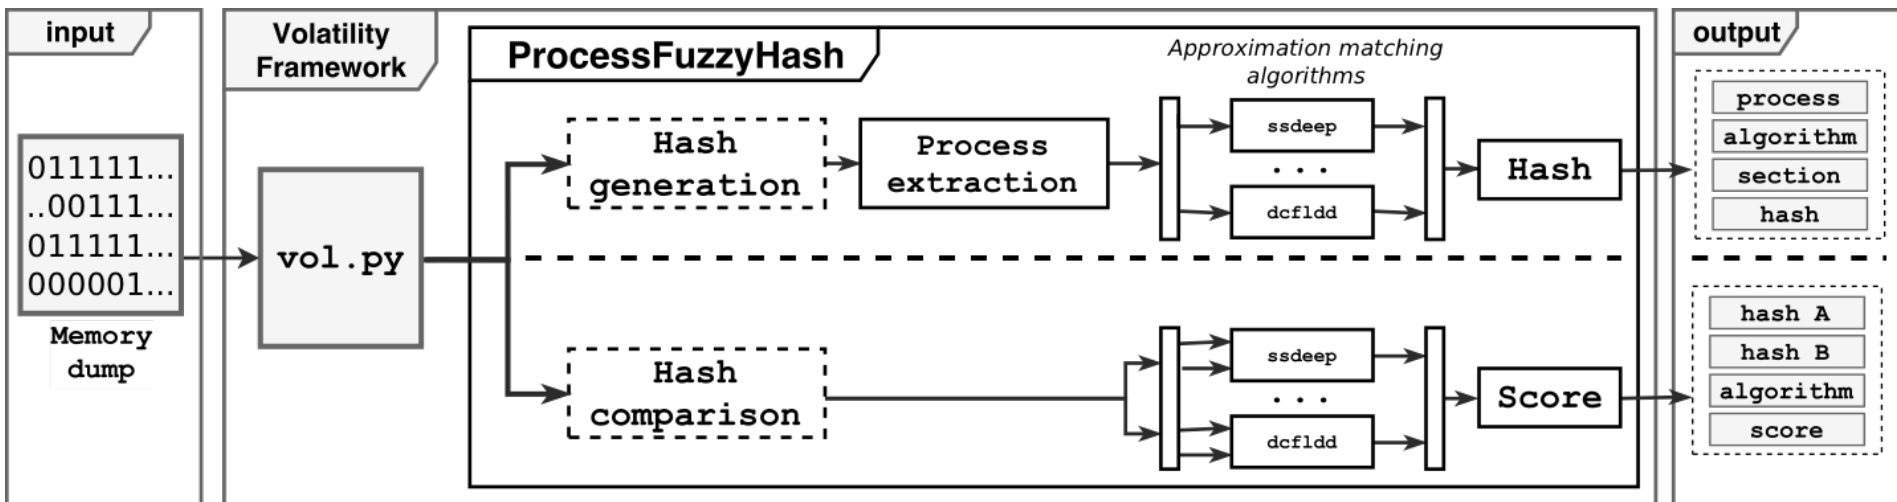 input
011111...
..00111...
011111...
000001...
Memory
dump
Volatility
Framework
vol.py
ProcessFuzzyHash
Approximation matching
algorithms
Hash
generation
Process
extraction
ssdeep
...
dcfldd
Hash
Hash
comparison
ssdeep
...
dcfldd
Score
output
process
algorithm
section
hash
hash A
hash B
algorithm
score